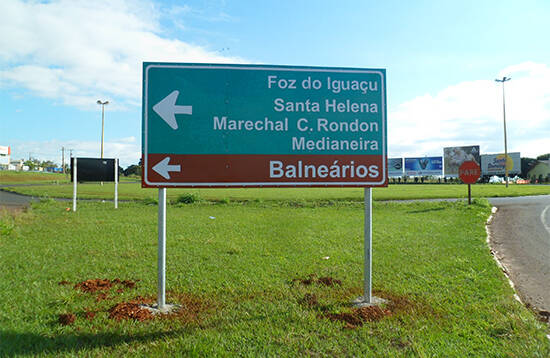 Foz do Iguaçu
Santa Helena
Marechal C. Rondon
Medianeira
Balneários
PARE